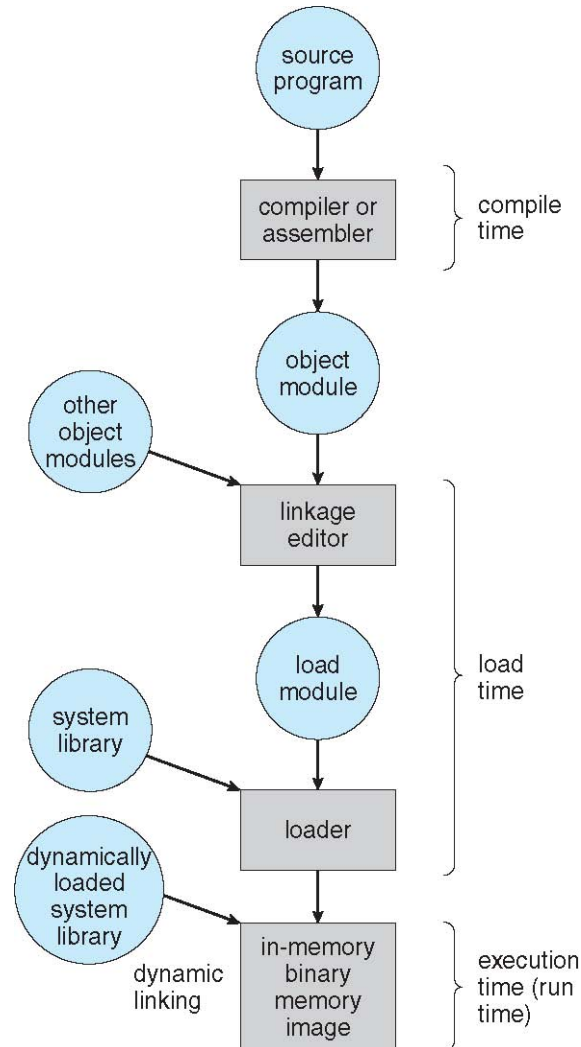 source
program
compiler or
assembler
compile
time
object
module
other
object
modules
linkage
editor
load
module
load
time
system
library
loader
dynamically
loaded
system
library
dynamic
linking
in-memory
binary
memory
image
execution
time (run
time)